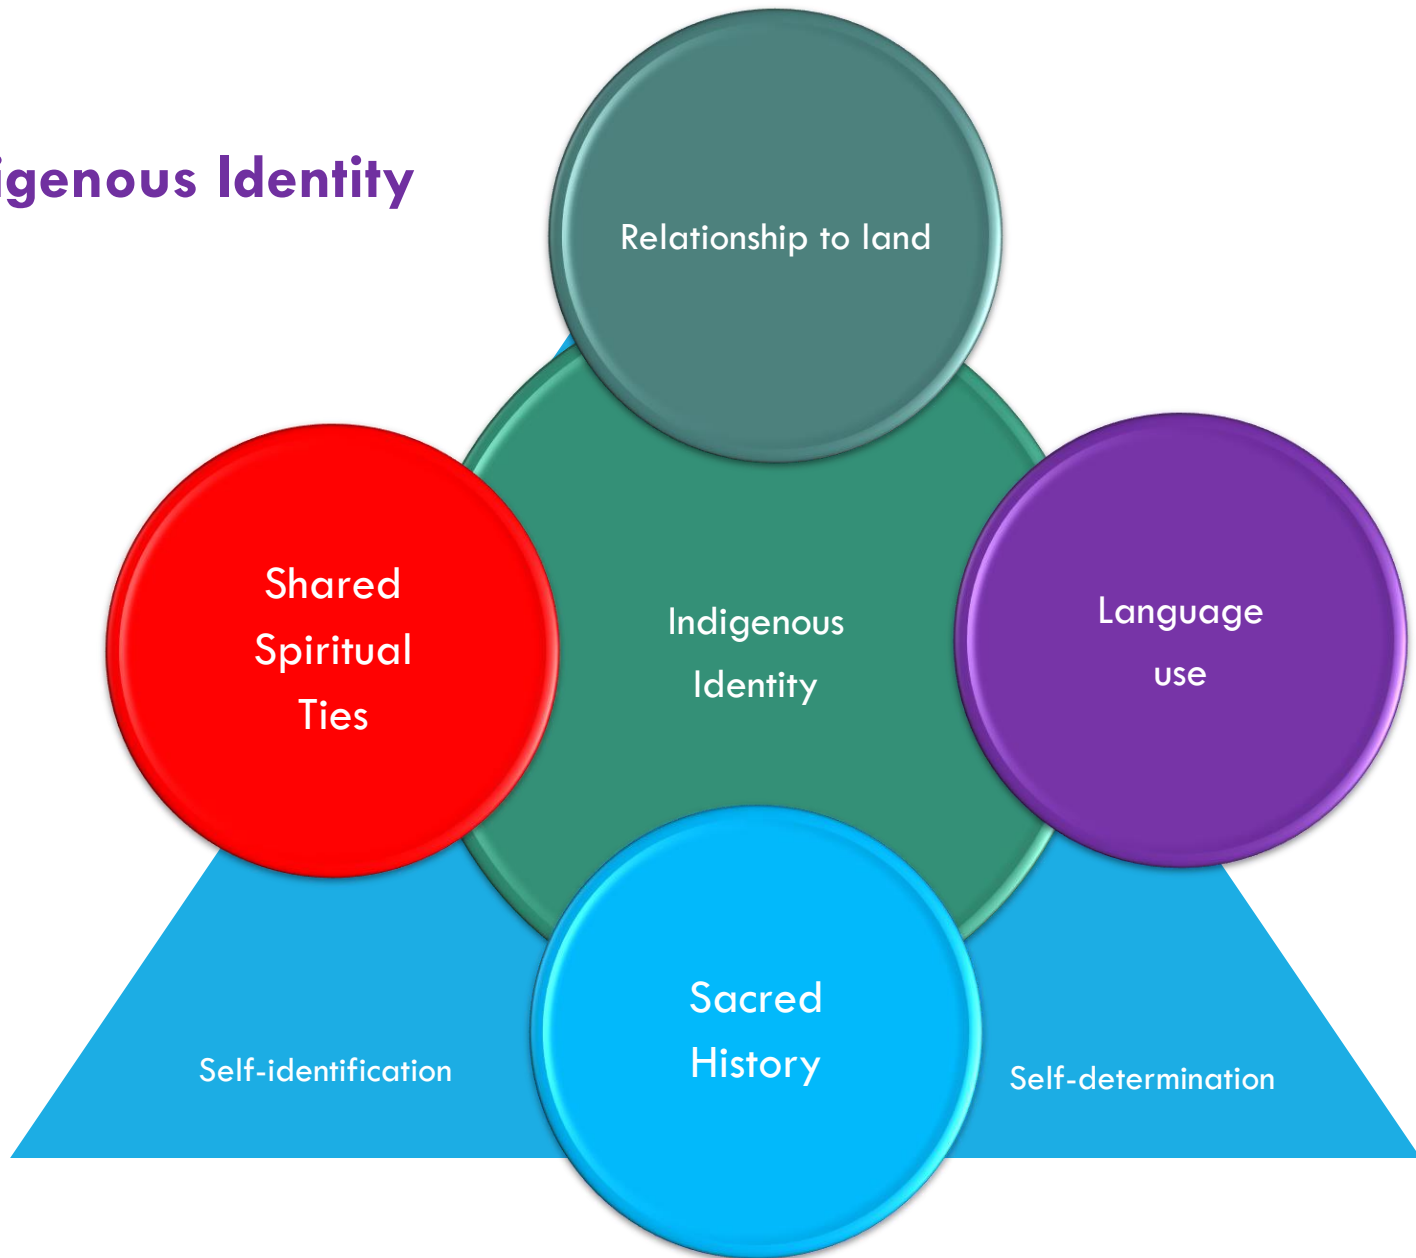 igenous Identity
Relationship to land
Shared
Spiritual
Ties
Indigenous
Identity
Language
use
Sacred
History
Self-identification
Self-determination